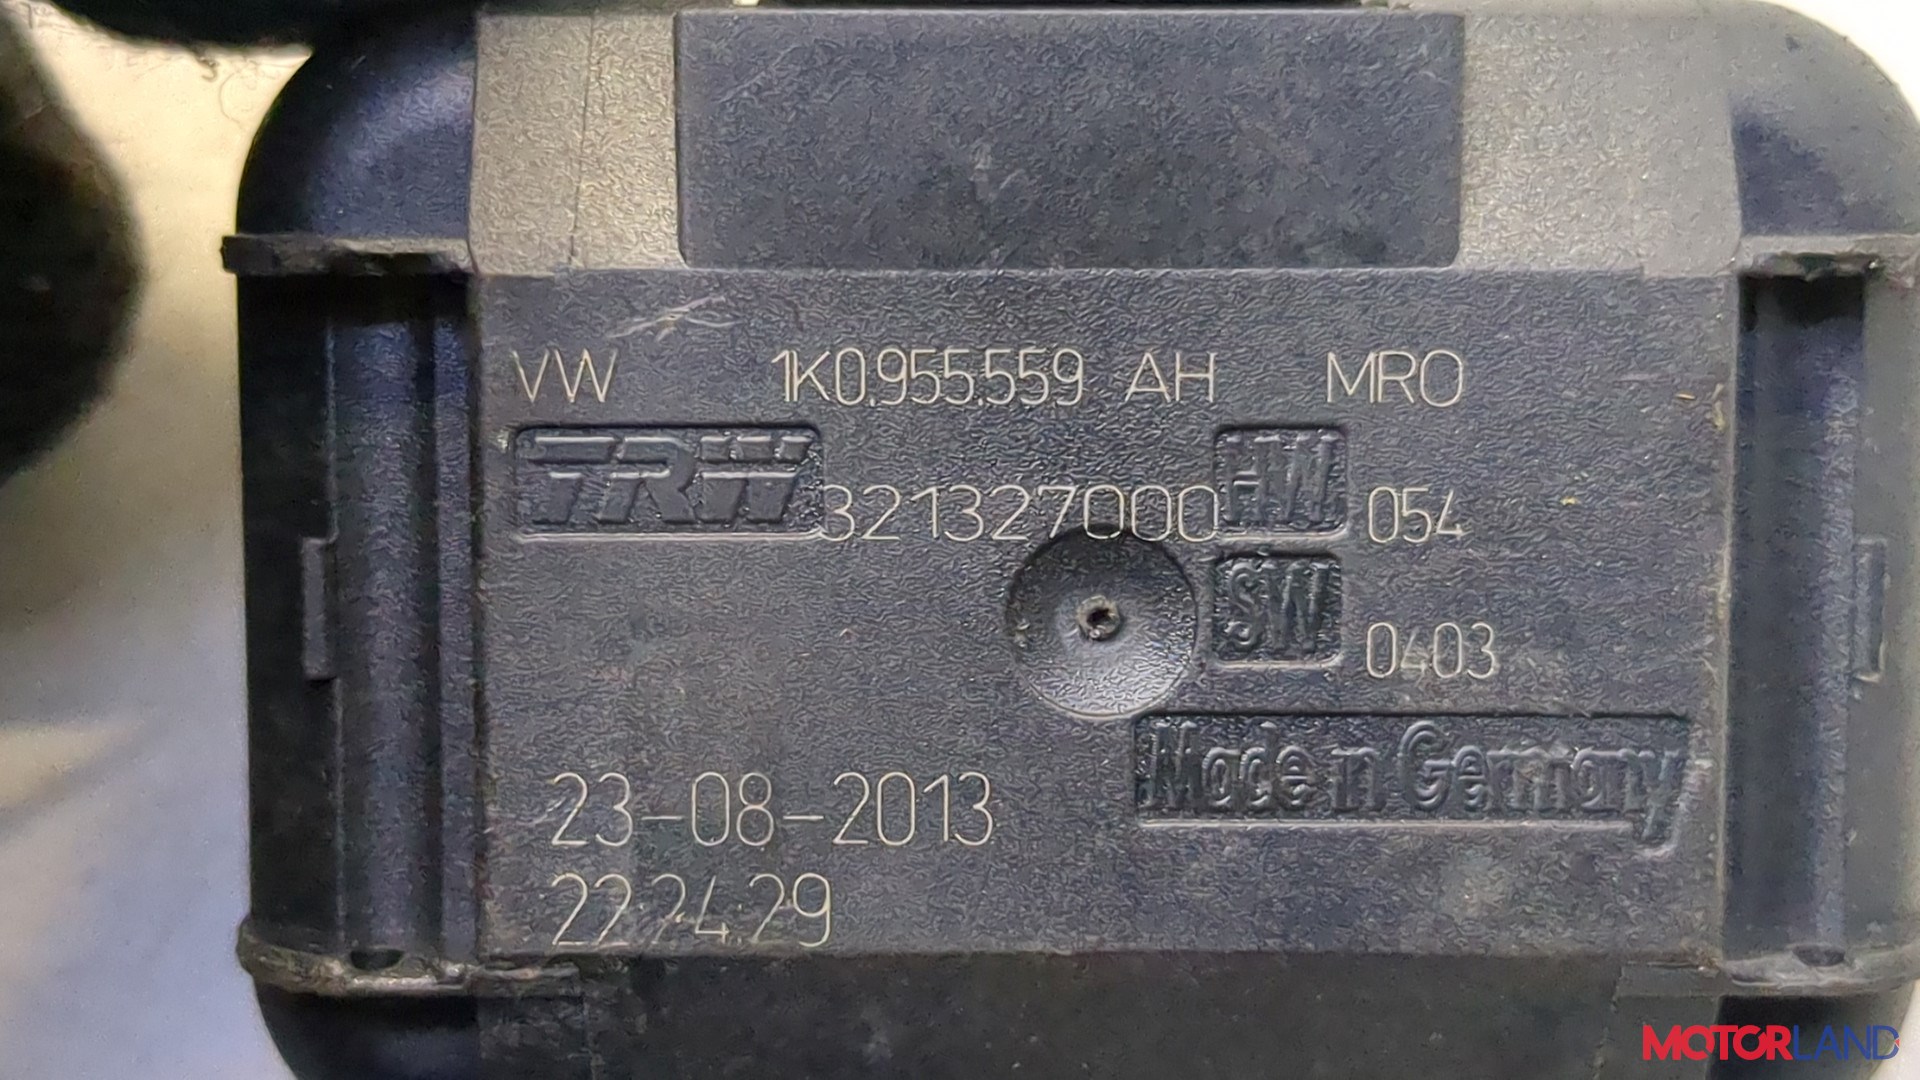 VW 1K0.955.559 AH MRO
TRW 321327000 HW 054
SW 0403
Made in Germany
23-08-2013
22:24:29
MOTORLAND